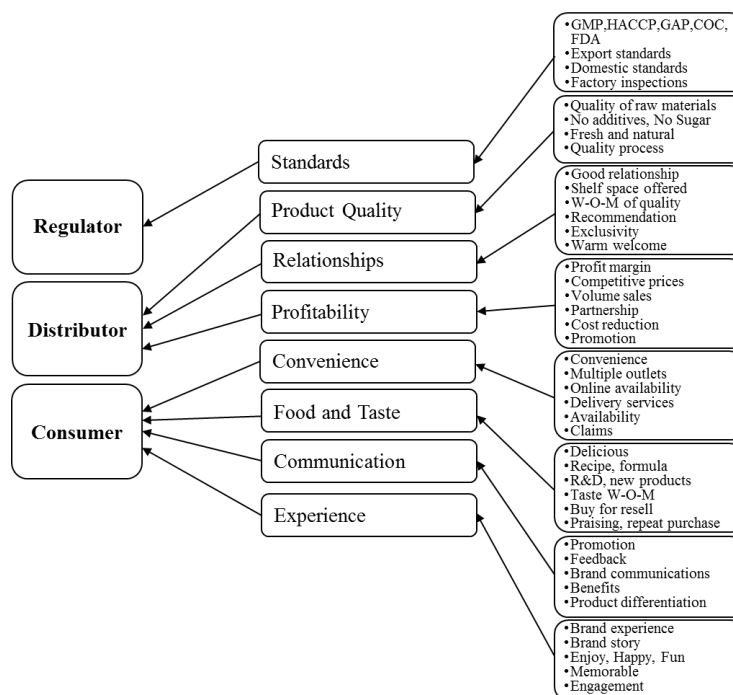 Regulator
Distributor
Consumer
Standards
Product Quality
Relationships
Profitability
Convenience
Food and Taste
Communication
Experience
•GMP,HACCP,GAP,COC,
FDA
•Export standards
•Domestic standards
•Factory inspections
•Quality of raw materials
•No additives, No Sugar
•Fresh and natural
•Quality process
•Good relationship
•Shelf space offered
•W-O-M of quality
•Recommendation
•Exclusivity
•Warm welcome
•Profit margin
•Competitive prices
•Volume sales
•Partnership
•Cost reduction
•Promotion
•Convenience
•Multiple outlets
•Online availability
•Delivery services
•Availability
•Claims
•Delicious
•Recipe, formula
•R&D, new products
•Taste W-O-M
•Buy for resell
•Praising, repeat purchase
•Promotion
•Feedback
•Brand communications
•Benefits
•Product differentiation
•Brand experience
•Brand story
•Enjoy, Happy, Fun
•Memorable
•Engagement